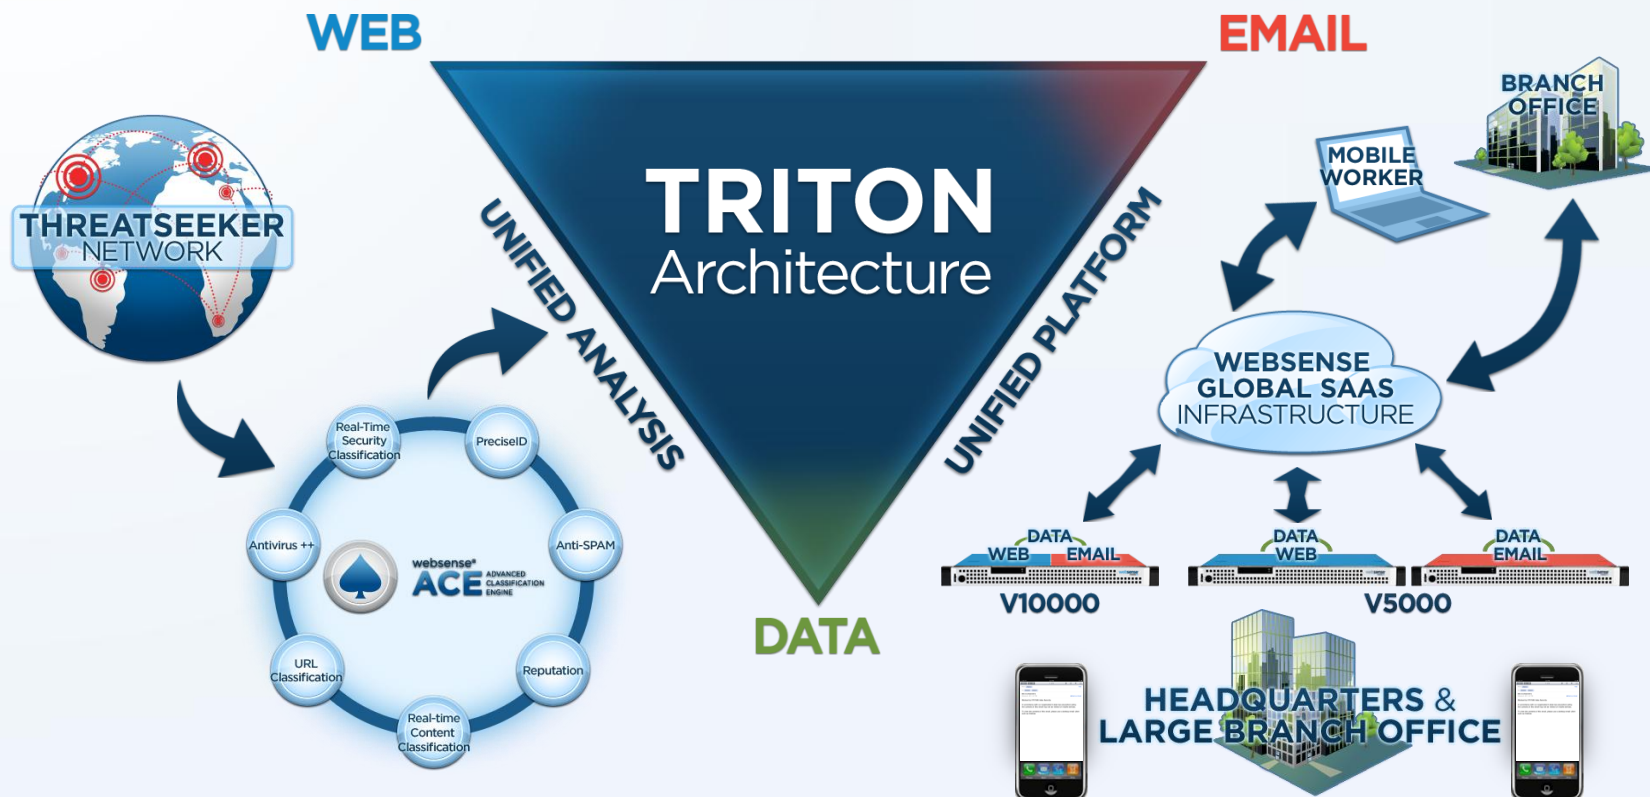 WEB
EMAIL
BRANCH
OFFICE
MOBILE
WORKER
THREATSEEKER
NETWORK
TRITON
Architecture
UNIFIED ANALYSIS
UNIFIED PLATFORM
WEBSENSE
GLOBAL SAAS
INFRASTRUCTURE
Real-Time
Security
Classification
PreciseID
Antivirus ++
Anti-SPAM
websense®
ACE
ADVANCED
CLASSIFICATION
ENGINE
URL
Classification
Reputation
Real-time
Content
Classification
DATA
DATA
WEB
EMAIL
V10000
DATA
WEB
DATA
EMAIL
V5000
HEADQUARTERS &
LARGE BRANCH OFFICE